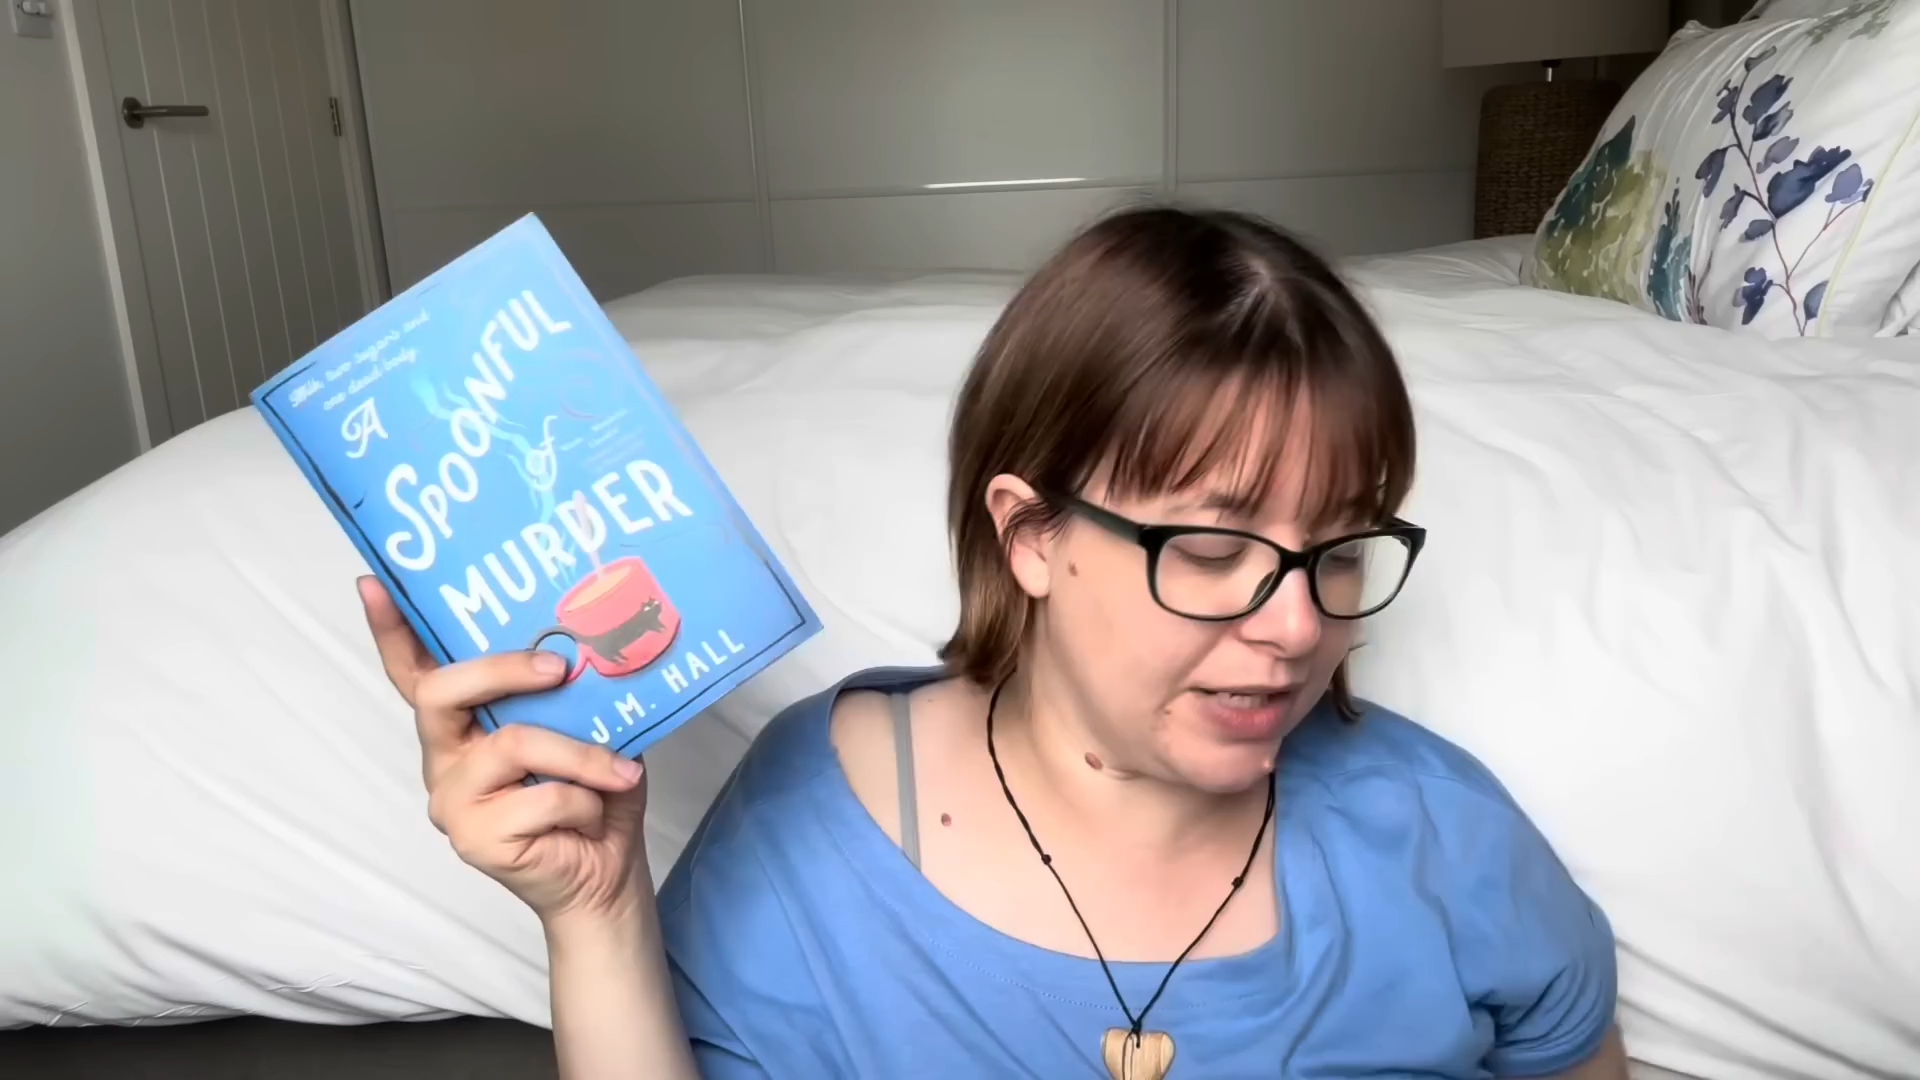 Milk, two sugars and
one dead body
A
SPOONFUL
of
MURDER
J.M. HALL